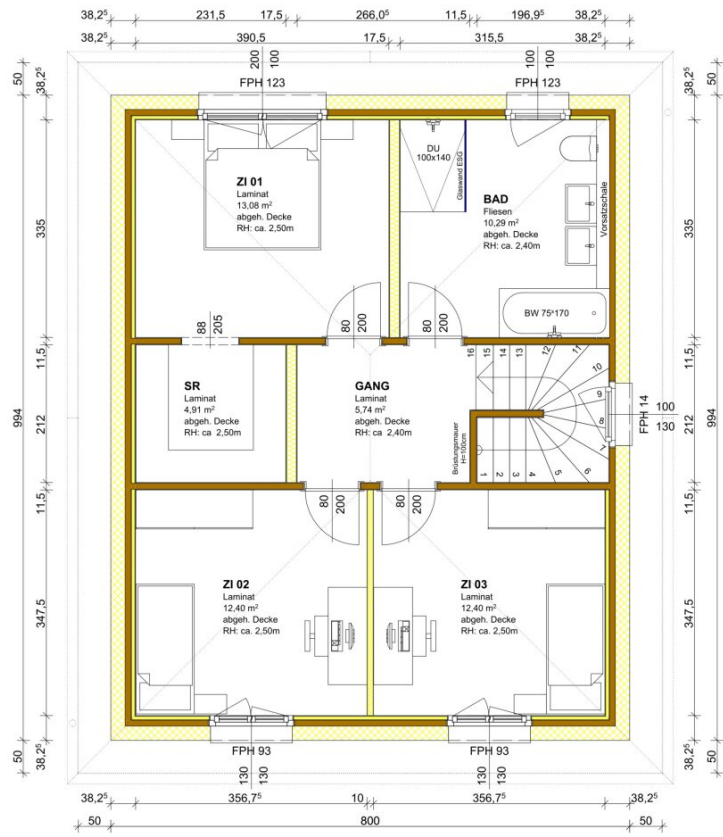 38,2⁵ 231,5 17,5 266,0⁵ 11,5 196,9⁵ 38,2⁵
38,2⁵ 390,5 17,5 315,5 38,2⁵
200
100
100
100
FPH 123
FPH 123
50
38,2⁵
335
11,5
994
212
11,5
347,5
38,2⁵
50
50
38,2⁵
335
11,5
994
212
11,5
347,5
38,2⁵
50
ZI 01
Laminat
13,08 m²
abgeh. Decke
RH: ca. 2,50m
DU
100x140
Glaswand ESG
BAD
Fliesen
10,29 m²
abgeh. Decke
RH: ca. 2,40m
Vorsatzschale
BW 75*170
88
205
80
200
80
200
SR
Laminat
4,91 m²
abgeh. Decke
RH: ca 2,50m
GANG
Laminat
5,74 m²
abgeh. Decke
RH: ca 2,40m
Brüstungsmauer
H=100cm
16
15
14
13
12
11
10
9
8
7
6
5
4
3
2
1
FPH 14
100
130
80
200
80
200
ZI 02
Laminat
12,40 m²
abgeh. Decke
RH: ca. 2,50m
ZI 03
Laminat
12,40 m²
abgeh. Decke
RH: ca. 2,50m
FPH 93
FPH 93
130
130
130
130
38,2⁵ 356,7⁵ 10 356,7⁵ 38,2⁵
50 800 50